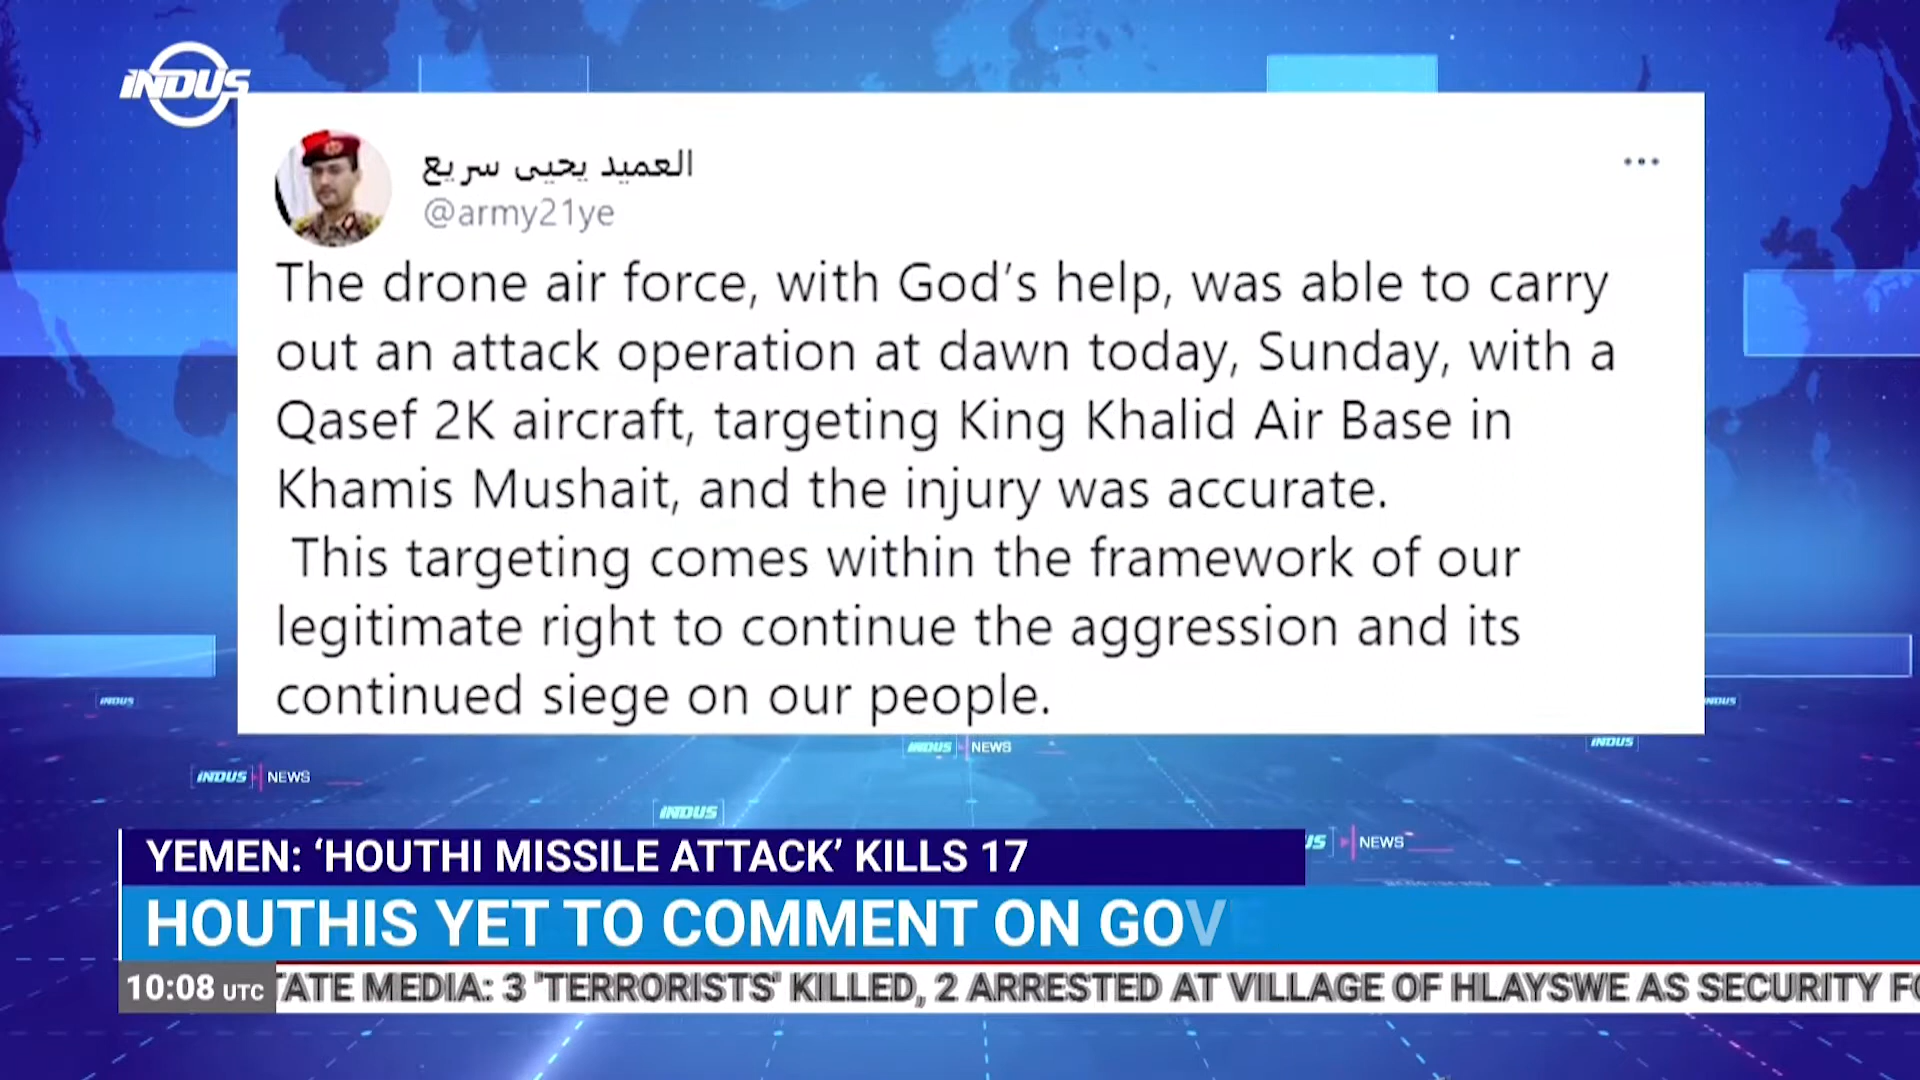 INDUS
العميد يحيى سريع
@army21ye
The drone air force, with God's help, was able to carry
out an attack operation at dawn today, Sunday, with a
Qasef 2K aircraft, targeting King Khalid Air Base in
Khamis Mushait, and the injury was accurate.
This targeting comes within the framework of our
legitimate right to continue the aggression and its
continued siege on our people.
INDUS
INDUS
INDUS NEWS
INDUS
INDUS NEWS
INDUS
NEWS
YEMEN: ‘HOUTHI MISSILE ATTACK’ KILLS 17
HOUTHIS YET TO COMMENT ON GOVE
10:08 UTC
TATE MEDIA: 3 'TERRORISTS' KILLED, 2 ARRESTED AT VILLAGE OF HLAYSWE AS SECURITY FO